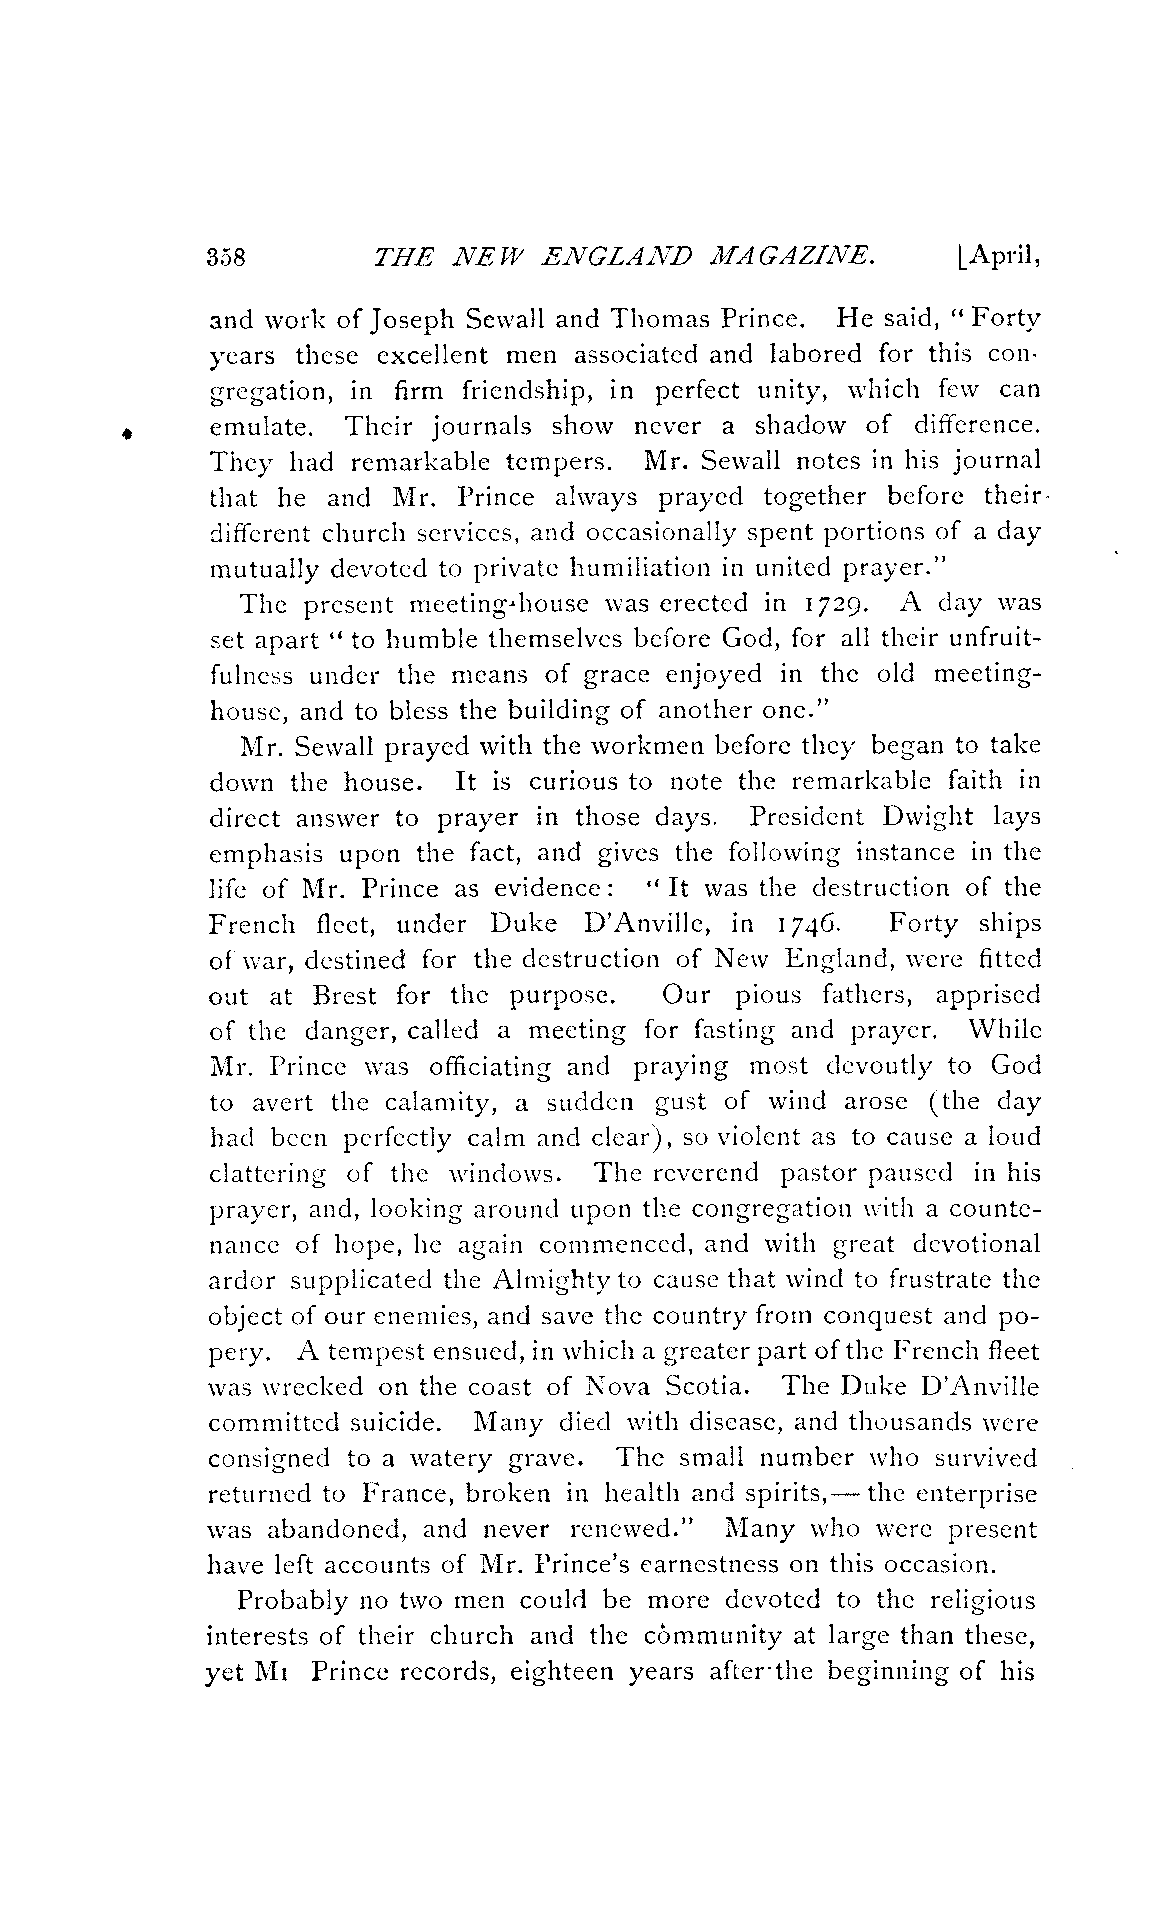 358 THE NEW ENGLAND MAGAZINE. [April,
and work of Joseph Sewall and Thomas Prince. He said, "Forty
years these excellent men associated and labored for this con-
gregation, in firm friendship, in perfect unity, which few can
emulate. Their journals show never a shadow of difference.
They had remarkable tempers. Mr. Sewall notes in his journal
that he and Mr. Prince always prayed together before their
different church services, and occasionally spent portions of a day
mutually devoted to private humiliation in united prayer."
The present meeting-house was erected in 1729. A day was
set apart "to humble themselves before God, for all their unfruit-
fulness under the means of grace enjoyed in the old meeting-
house, and to bless the building of another one."
Mr. Sewall prayed with the workmen before they began to take
down the house. It is curious to note the remarkable faith in
direct answer to prayer in those days. President Dwight lays
emphasis upon the fact, and gives the following instance in the
life of Mr. Prince as evidence: "It was the destruction of the
French fleet, under Duke D'Anville, in 1746. Forty ships
of war, destined for the destruction of New England, were fitted
out at Brest for the purpose. Our pious fathers, apprised
of the danger, called a meeting for fasting and prayer. While
Mr. Prince was officiating and praying most devoutly to God
to avert the calamity, a sudden gust of wind arose (the day
had been perfectly calm and clear), so violent as to cause a loud
clattering of the windows. The reverend pastor paused in his
prayer, and, looking around upon the congregation with a counte-
nance of hope, he again commenced, and with great devotional
ardor supplicated the Almighty to cause that wind to frustrate the
object of our enemies, and save the country from conquest and po-
pery. A tempest ensued, in which a greater part of the French fleet
was wrecked on the coast of Nova Scotia. The Duke D'Anville
committed suicide. Many died with disease, and thousands were
consigned to a watery grave. The small number who survived
returned to France, broken in health and spirits,— the enterprise
was abandoned, and never renewed." Many who were present
have left accounts of Mr. Prince's earnestness on this occasion.
Probably no two men could be more devoted to the religious
interests of their church and the community at large than these,
yet Mr Prince records, eighteen years after the beginning of his